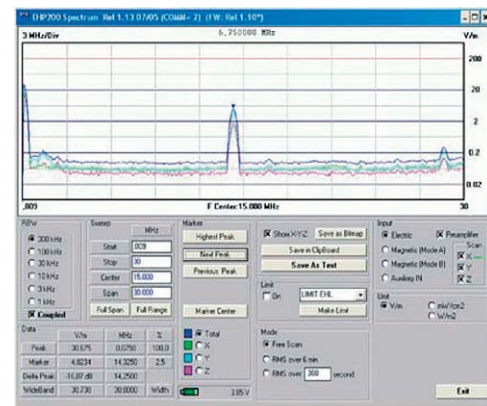 EHP200 Spectrum Rel 1.13 07/05 (COMM= 2) (FW: Rel 1.10*)
3 MHz/Div 6,750000 MHz V/m
200
20
2
0.2
0.02
,009 F Center:15.000 MHz 30
RBW Sweep Marker Input
300 kHz MHz Highest Peak Show X-Y-Z Save as Bitmap Electric Preamplifier
100 kHz Start ,009 Next Peak Save in ClipBoard Magnetic (Mode A) Scan
30 kHz Stop 30 Previous Peak Save As Text Magnetic (Mode B) X
10 kHz Center 15,000 Auxiliary IN Y
3 kHz Span 30,000 Limit Z
1 kHz On LIMIT EHL Unit
Coupled Full Span Full Range Marker Center Make Limit V/m mW/cm2
W/m2
Data Mode
V/m MHz % Total Free Scan
Peak 30,675 0,0750 100,0 X RMS over 6 min
Marker 4,8234 14,3250 2,5 Y RMS over 360 second
Delta Peak -16,07 dB 14,2500 Z
WideBand 30,730 30,0000 Width 3.85 V Exit